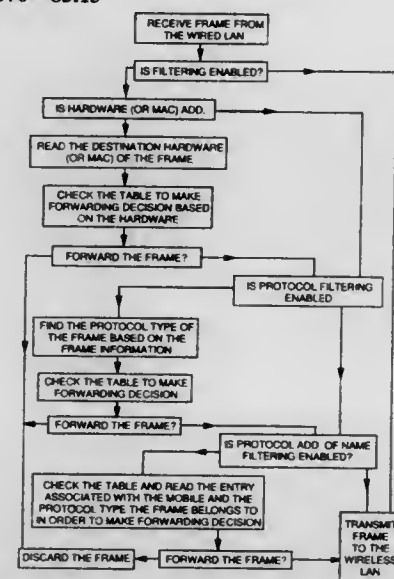 RECEIVE FRAME FROM
THE WIRED LAN
IS FILTERING ENABLED?
IS HARDWARE (OR MAC) ADD.
READ THE DESTINATION HARDWARE
(OR MAC) OF THE FRAME
CHECK THE TABLE TO MAKE
FORWARDING DECISION BASED
ON THE HARDWARE
FORWARD THE FRAME?
IS PROTOCOL FILTERING
ENABLED
FIND THE PROTOCOL TYPE OF
THE FRAME BASED ON THE
FRAME INFORMATION
CHECK THE TABLE TO MAKE
FORWARDING DECISION
FORWARD THE FRAME?
IS PROTOCOL ADD OF NAME
FILTERING ENABLED?
CHECK THE TABLE AND READ THE ENTRY
ASSOCIATED WITH THE MOBILE AND THE
PROTOCOL TYPE THE FRAME BELONGS TO
IN ORDER TO MAKE FORWARDING DECISION
TRANSMIT
FRAME
TO THE
WIRELESS
LAN
DISCARD THE FRAME
FORWARD THE FRAME?